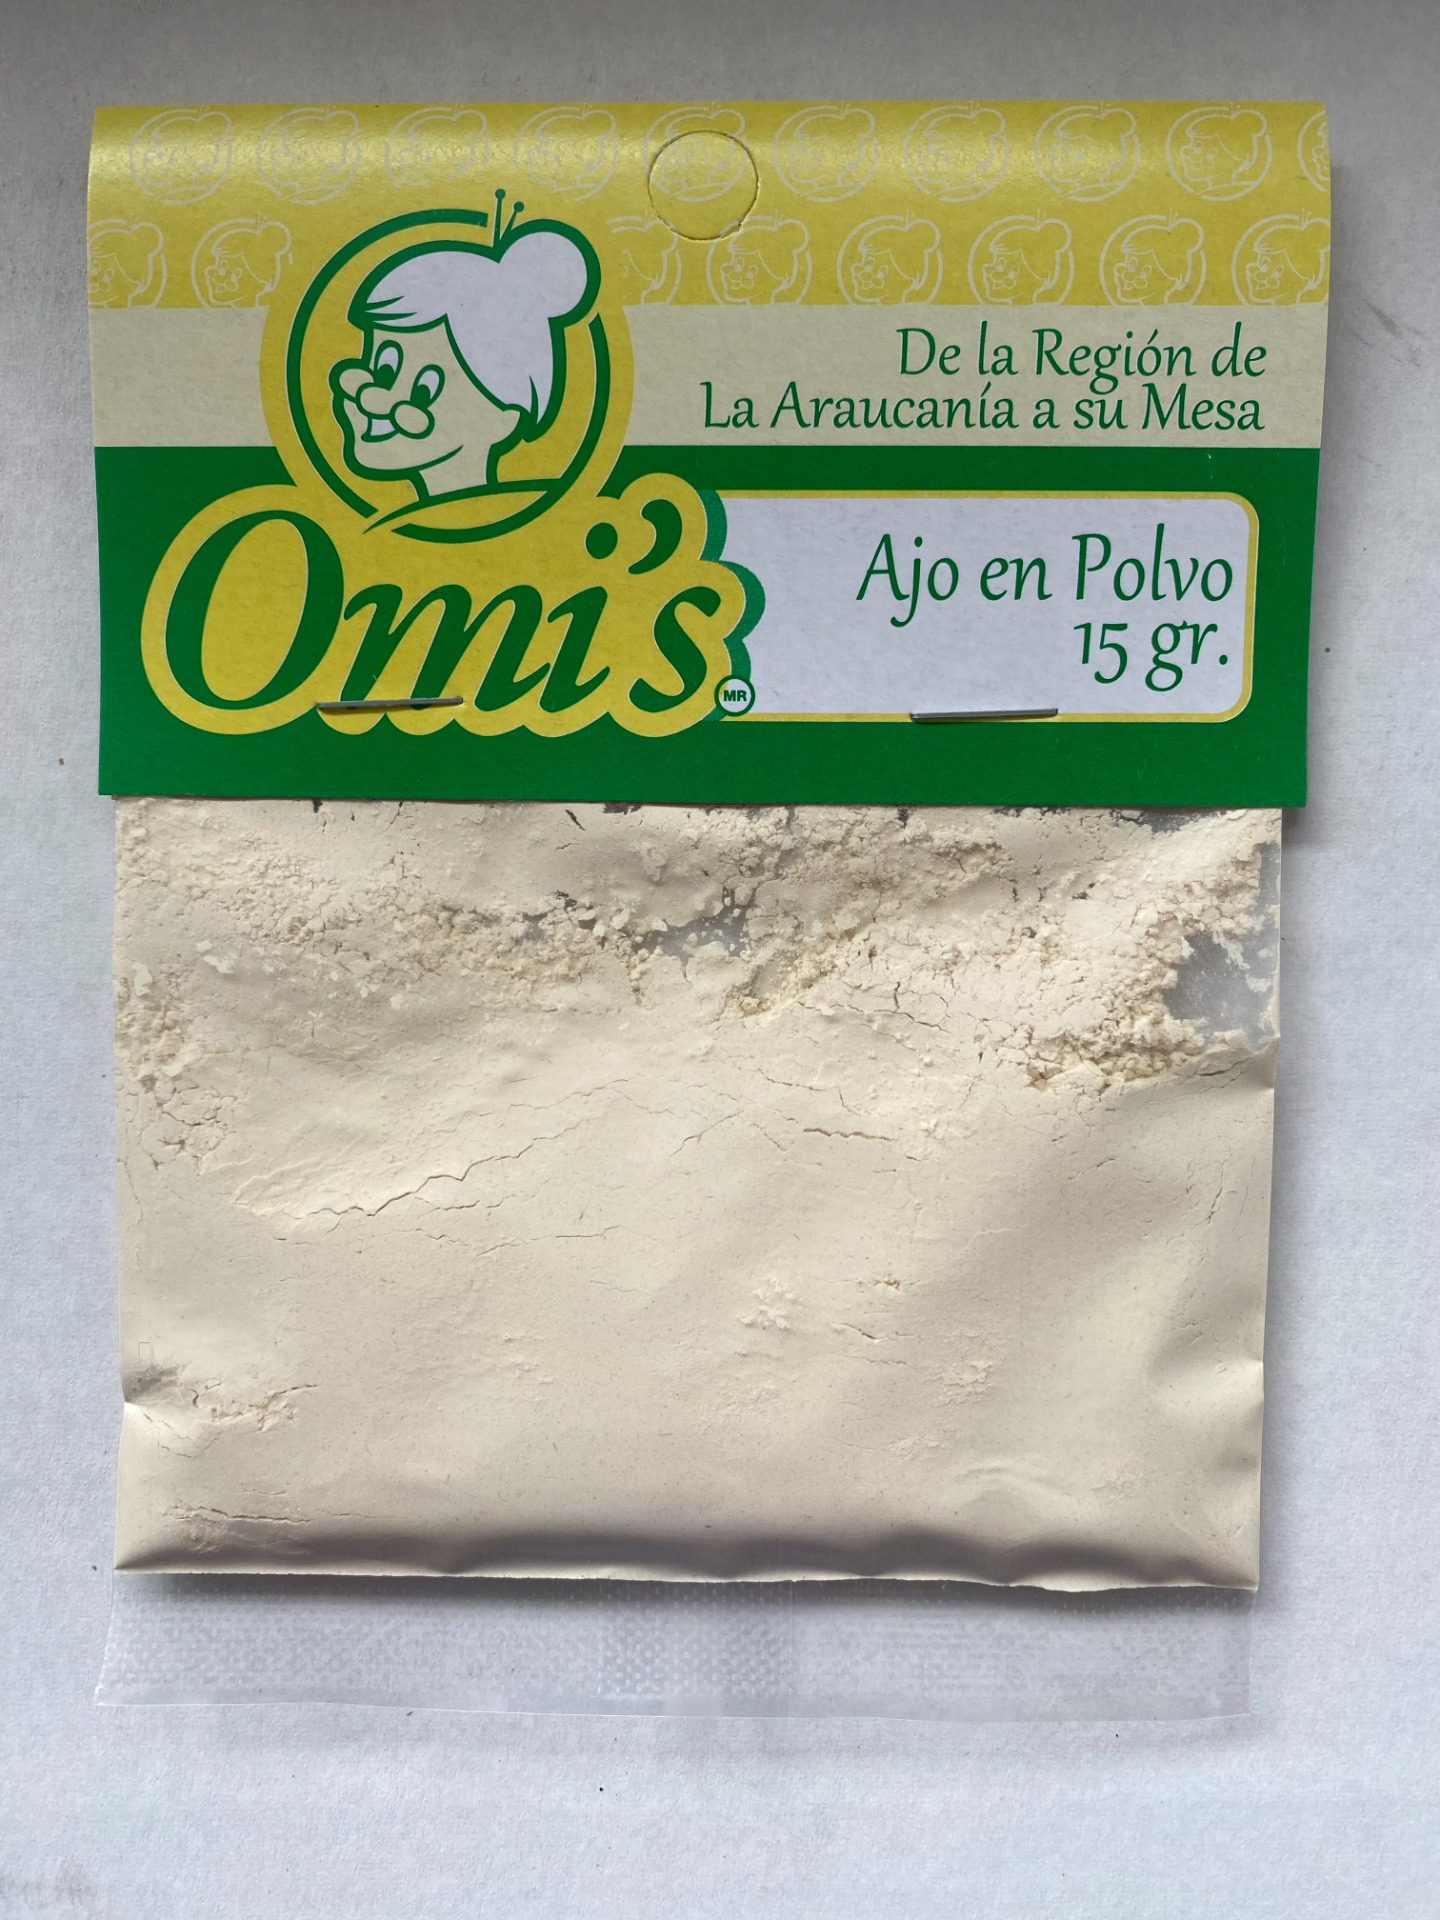 De la Región de
La Araucanía a su Mesa
Omi's
MR
Ajo en Polvo
15 gr.